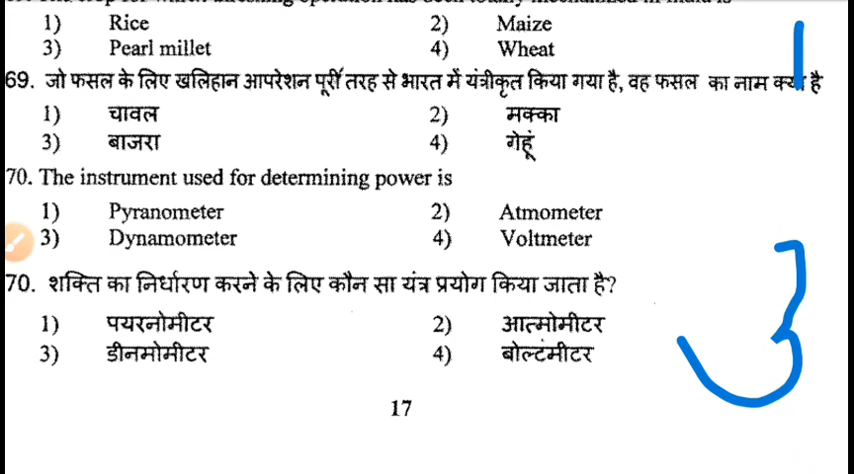 1) Rice 2) Maize
3) Pearl millet 4) Wheat
69. जो फसल के लिए खलिहान आपरेशन पूरी तरह से भारत में यंत्रीकृत किया गया है, वह फसल का नाम क्या है
1) चावल 2) मक्का
3) बाजरा 4) गेहूं
70. The instrument used for determining power is
1) Pyranometer 2) Atmometer
3) Dynamometer 4) Voltmeter
70. शक्ति का निर्धारण करने के लिए कौन सा यंत्र प्रयोग किया जाता है?
1) पयरनोमीटर 2) आत्मोमीटर
3) डीनमोमीटर 4) बोल्टमीटर
17
1
3